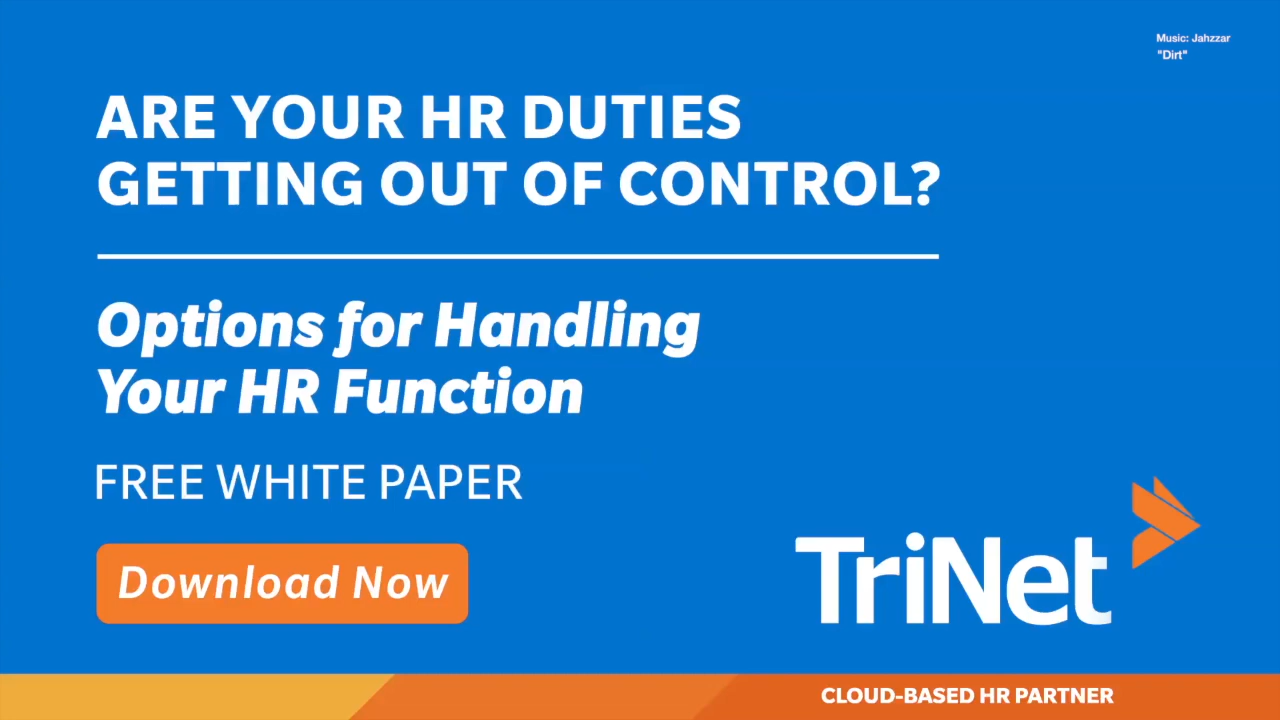 Music: Jahzzar
"Dirt"
ARE YOUR HR DUTIES
GETTING OUT OF CONTROL?
Options for Handling
Your HR Function
FREE WHITE PAPER
Download Now
TriNet
CLOUD-BASED HR PARTNER